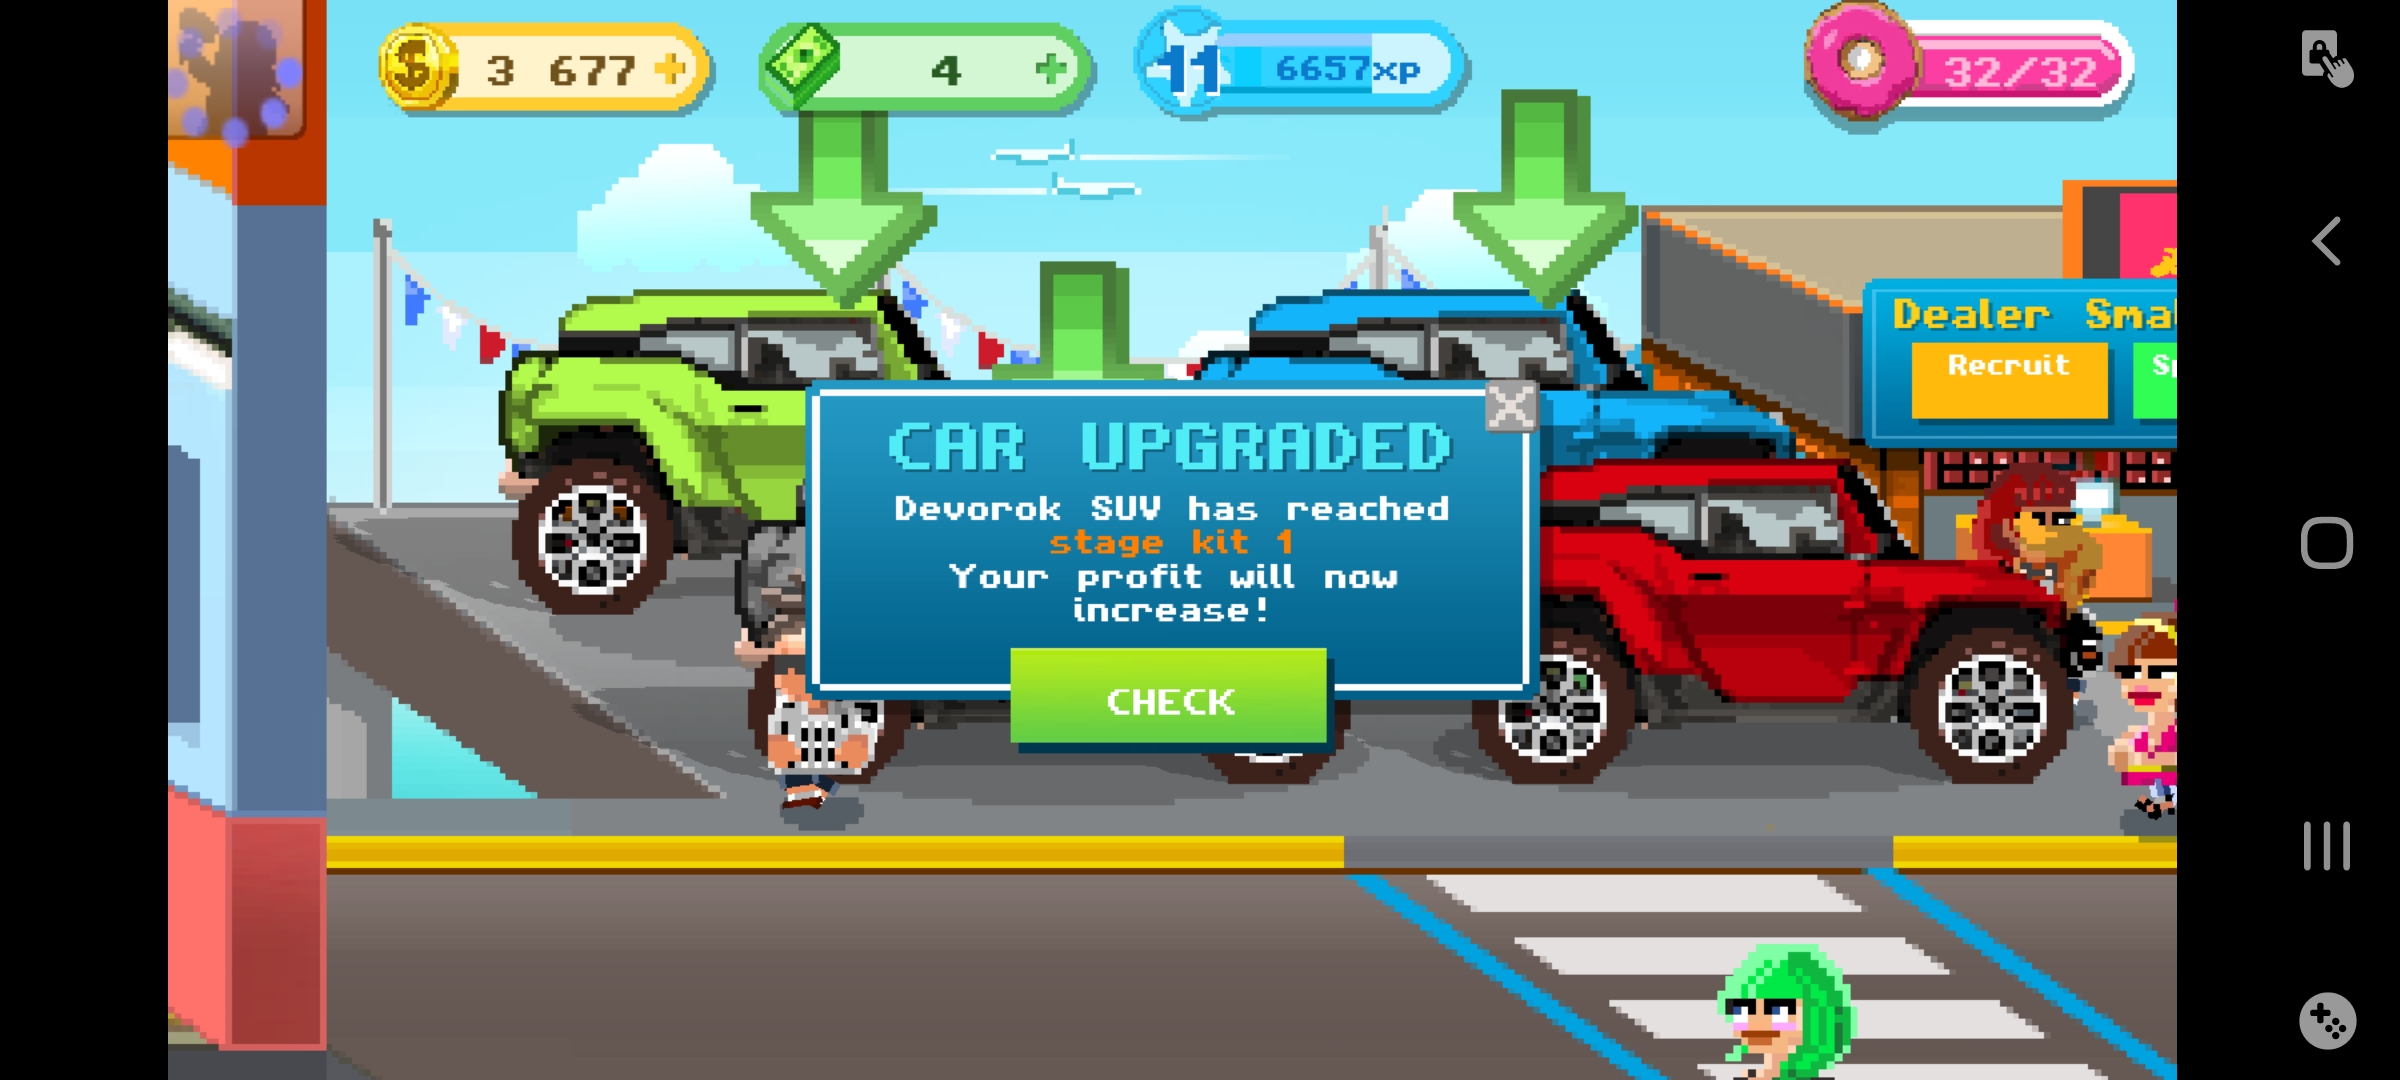 3 677 +
4 +
11 6657xp
32/32
Dealer
Recruit
CAR UPGRADED
Devorok SUV has reached
stage kit 1
Your profit will now
increase!
CHECK